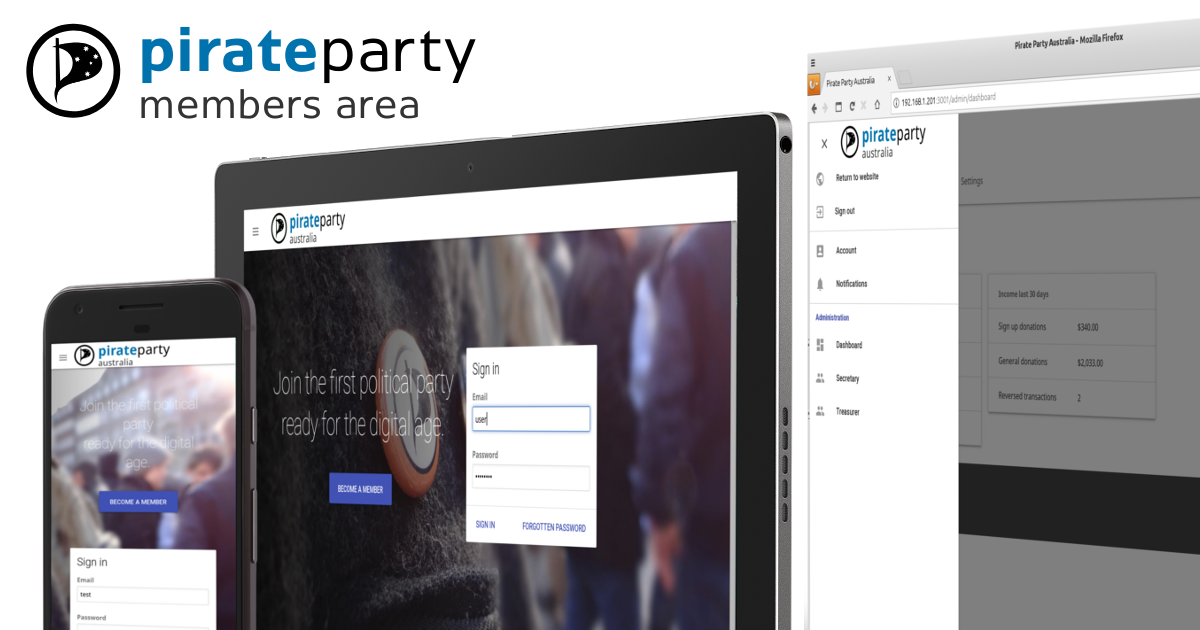 pirateparty
members area
pirateparty
australia
Join the first political
party
ready for the digital
age.
BECOME A MEMBER
Sign in
Email
test
Password
pirateparty
australia
Join the first political party
ready for the digital age.
BECOME A MEMBER
Sign in
Email
user
Password
••••••••
SIGN IN FORGOTTEN PASSWORD
Pirate Party Australia - Mozilla Firefox
Pirate Party Australia
192.168.1.201:3001/admin/dashboard
pirateparty
australia
Return to website
Sign out
Account
Notifications
Administration
Dashboard
Secretary
Treasurer
Settings
Income last 30 days
Sign up donations $340.00
General donations $2,033.00
Reversed transactions 2